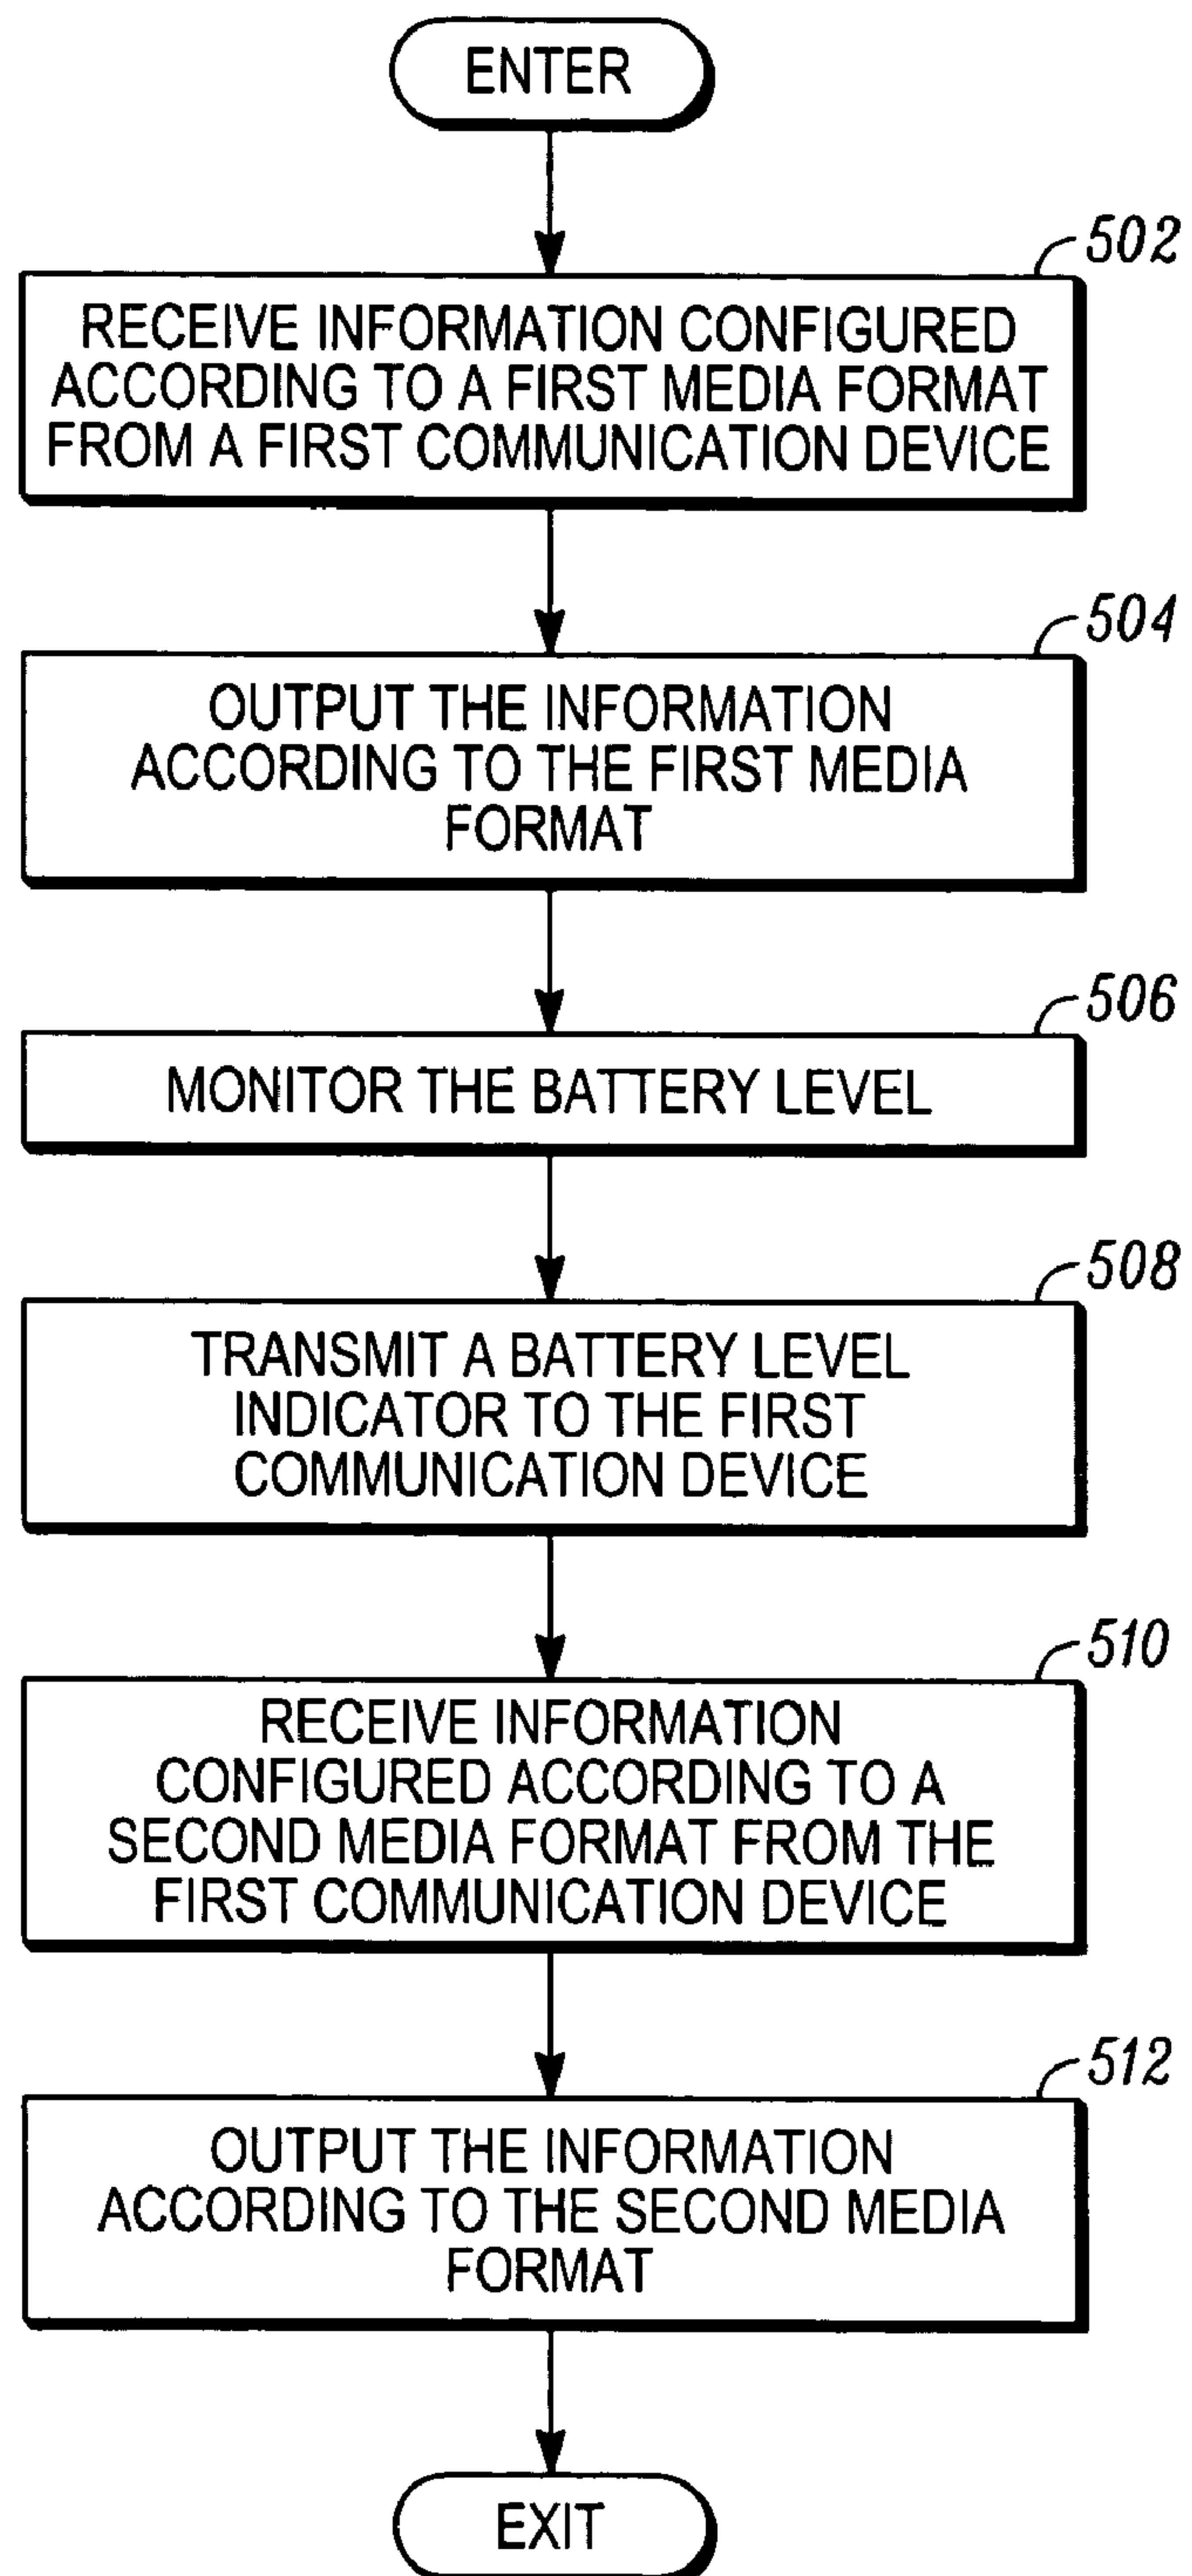 ENTER
502
RECEIVE INFORMATION CONFIGURED
ACCORDING TO A FIRST MEDIA FORMAT
FROM A FIRST COMMUNICATION DEVICE
504
OUTPUT THE INFORMATION
ACCORDING TO THE FIRST MEDIA
FORMAT
506
MONITOR THE BATTERY LEVEL
508
TRANSMIT A BATTERY LEVEL
INDICATOR TO THE FIRST
COMMUNICATION DEVICE
510
RECEIVE INFORMATION
CONFIGURED ACCORDING TO A
SECOND MEDIA FORMAT FROM THE
FIRST COMMUNICATION DEVICE
512
OUTPUT THE INFORMATION
ACCORDING TO THE SECOND MEDIA
FORMAT
EXIT